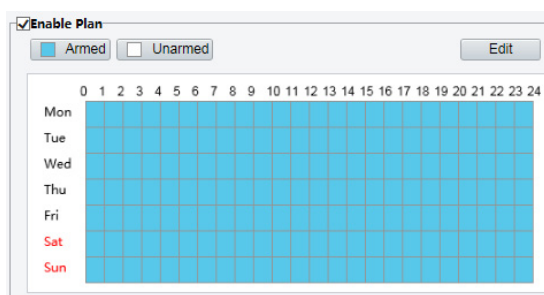 Enable Plan
Armed Unarmed Edit
0 1 2 3 4 5 6 7 8 9 10 11 12 13 14 15 16 17 18 19 20 21 22 23 24
Mon
Tue
Wed
Thu
Fri
Sat
Sun